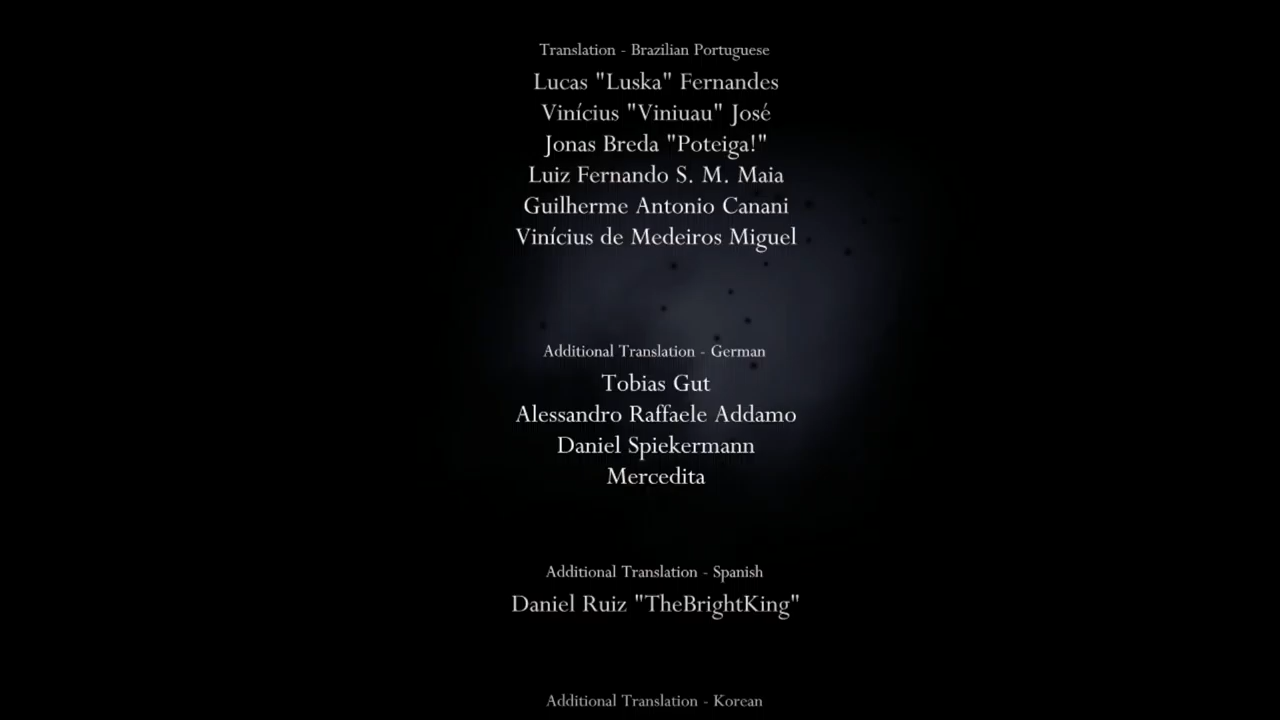 Translation - Brazilian Portuguese
Lucas "Luska" Fernandes
Vinícius "Viniuau" José
Jonas Breda "Poteiga!"
Luiz Fernando S. M. Maia
Guilherme Antonio Canani
Vinícius de Medeiros Miguel
Additional Translation - German
Tobias Gut
Alessandro Raffaele Addamo
Daniel Spiekermann
Mercedita
Additional Translation - Spanish
Daniel Ruiz "TheBrightKing"
Additional Translation - Korean